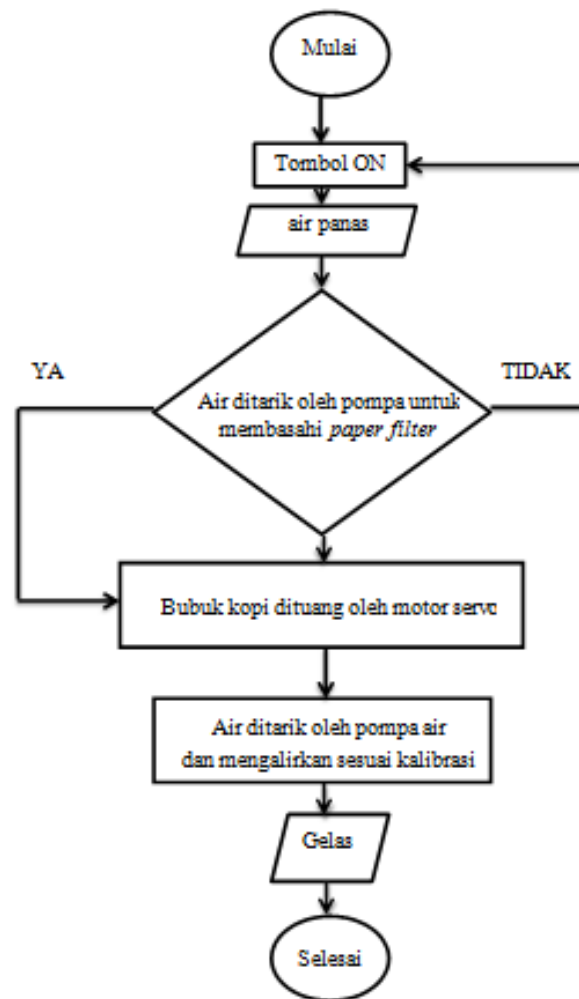 Mulai
Tombol ON
air panas
YA
TIDAK
Air ditarik oleh pompa untuk
membasahi paper filter
Bubuk kopi dituang oleh motor servo
Air ditarik oleh pompa air
dan mengalirkan sesuai kalibrasi
Gelas
Selesai